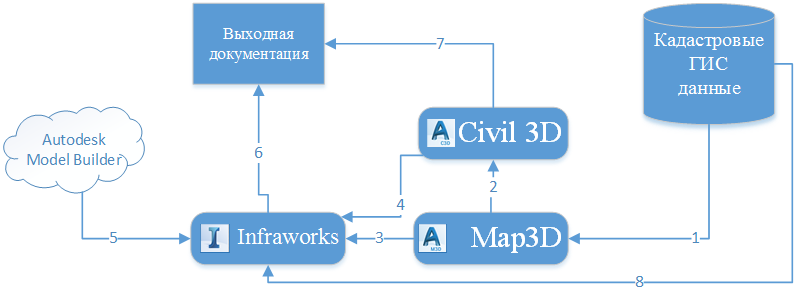 Выходная
документация
7
Кадастровые
ГИС
данные
Autodesk
Model Builder
6
Civil 3D
C3D
4
2
5
Infraworks
3
Map3D
M3D
1
8